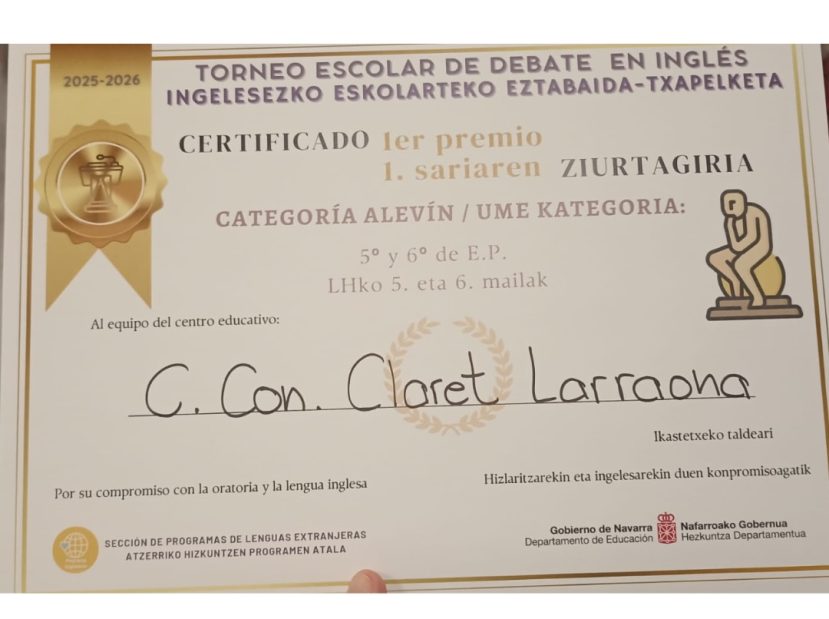 2025-2026
TORNEO ESCOLAR DE DEBATE EN INGLÉS
INGELESEZKO ESKOLARTEKO EZTABAIDA-TXAPELKETA
CERTIFICADO 1er premio
1. sariaren ZIURTAGIRIA
CATEGORÍA ALEVÍN / UME KATEGORIA:
5º y 6º de E.P.
LHko 5. eta 6. mailak
Al equipo del centro educativo:
C. Con. Claret Larraona
Ikastetxeko taldeari
Por su compromiso con la oratoria y la lengua inglesa
Hizlaritzarekin eta ingelesarekin duen konpromisoagatik
SECCIÓN DE PROGRAMAS DE LENGUAS EXTRANJERAS
ATZERRIKO HIZKUNTZEN PROGRAMEN ATALA
Gobierno de Navarra
Departamento de Educación
Nafarroako Gobernua
Hezkuntza Departamentua